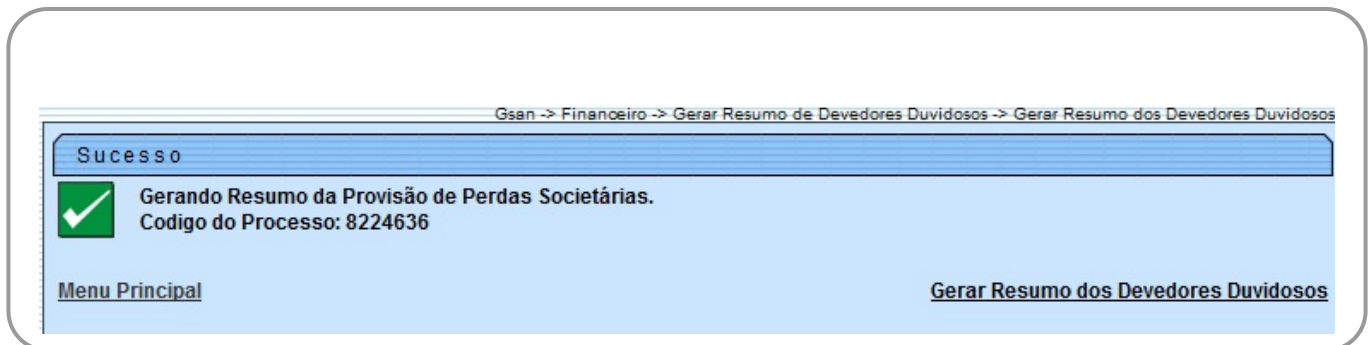 Gsan -> Financeiro -> Gerar Resumo de Devedores Duvidosos -> Gerar Resumo dos Devedores Duvidosos
Sucesso
Gerando Resumo da Provisão de Perdas Societárias.
Codigo do Processo: 8224636
Menu Principal
Gerar Resumo dos Devedores Duvidosos